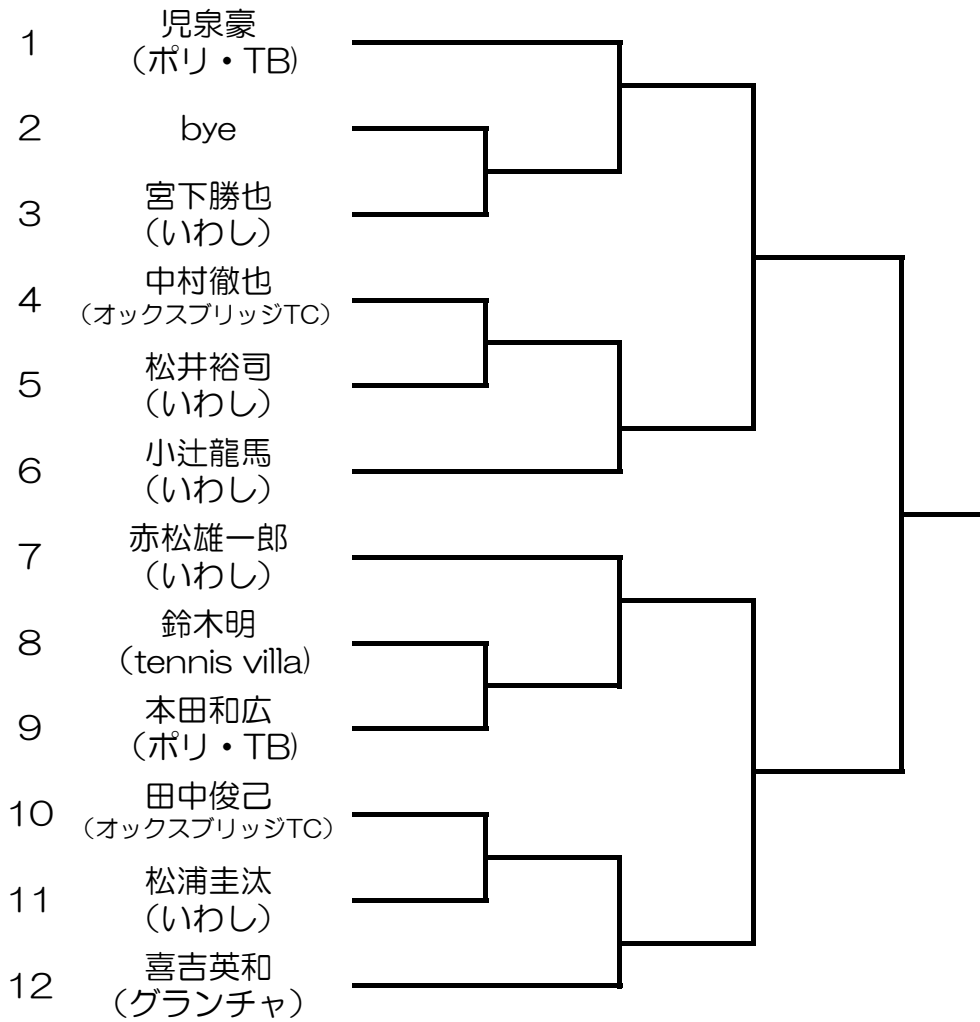 1
児泉豪
(ポリ・TB)
2
bye
3
宮下勝也
(いわし)
4
中村徹也
(オックスブリッジTC)
5
松井裕司
(いわし)
6
小辻龍馬
(いわし)
7
赤松雄一郎
(いわし)
8
鈴木明
(tennis villa)
9
本田和広
(ポリ・TB)
10
田中俊己
(オックスブリッジTC)
11
松浦圭汰
(いわし)
12
喜吉英和
(グランチャ)